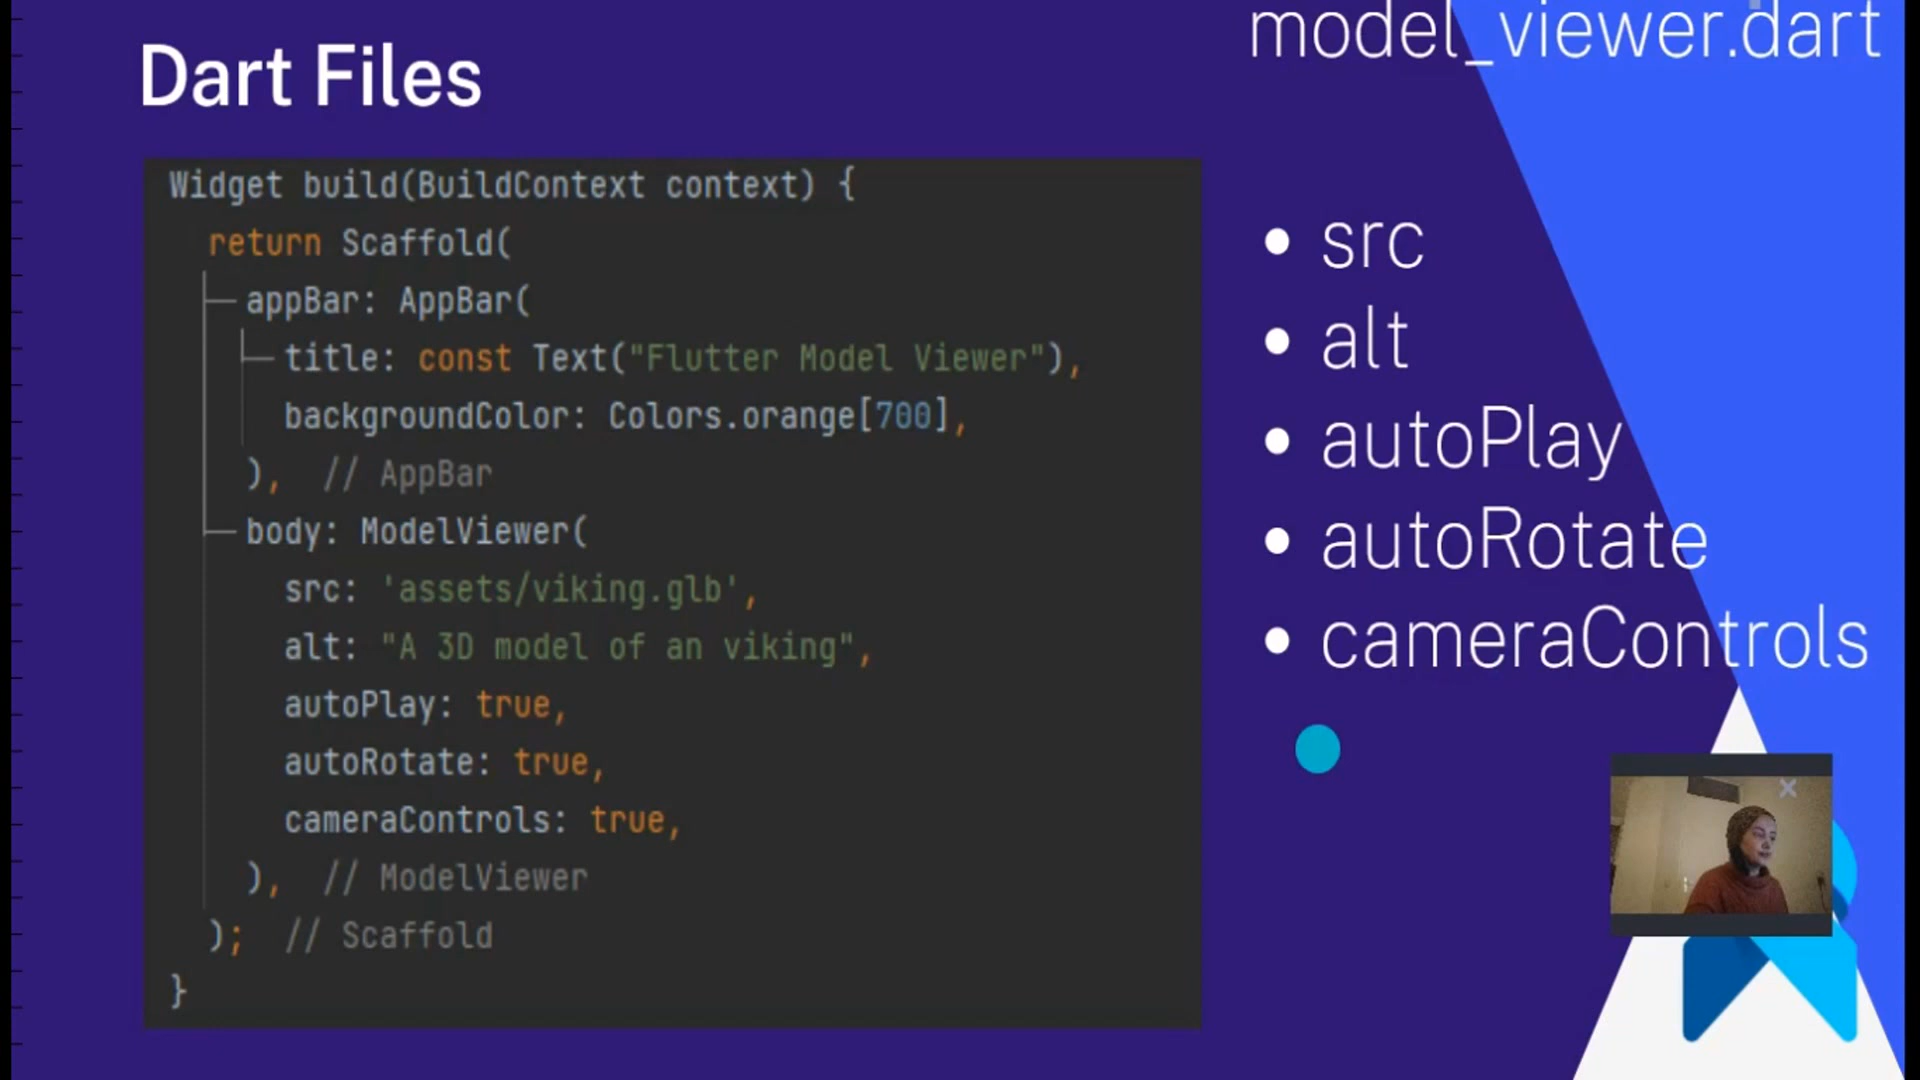 Dart Files
model_viewer.dart
Widget build(BuildContext context) {
return Scaffold(
appBar: AppBar(
title: const Text("Flutter Model Viewer"),
backgroundColor: Colors.orange[700],
), // AppBar
body: ModelViewer(
src: 'assets/viking.glb',
alt: "A 3D model of an viking",
autoPlay: true,
autoRotate: true,
cameraControls: true,
), // ModelViewer
); // Scaffold
}
• src
• alt
• autoPlay
• autoRotate
• cameraControls